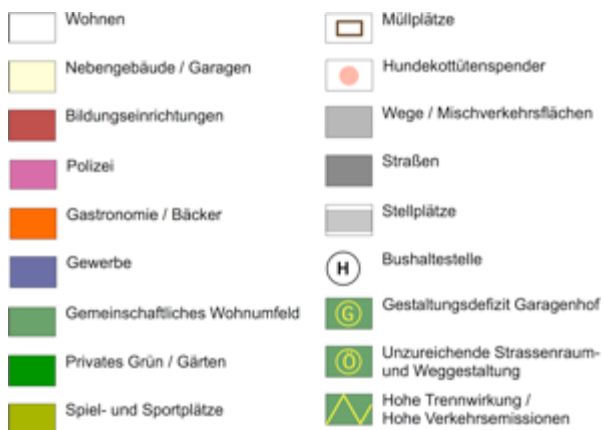 Wohnen
Nebengebäude / Garagen
Bildungseinrichtungen
Polizei
Gastronomie / Bäcker
Gewerbe
Gemeinschaftliches Wohnumfeld
Privates Grün / Gärten
Spiel- und Sportplätze
Müllplätze
Hundekottütenspender
Wege / Mischverkehrsflächen
Straßen
Stellplätze
H Bushaltestelle
G Gestaltungsdefizit Garagenhof
Ö Unzureichende Strassenraum-
und Weggestaltung
Hohe Trennwirkung /
Hohe Verkehrsemissionen